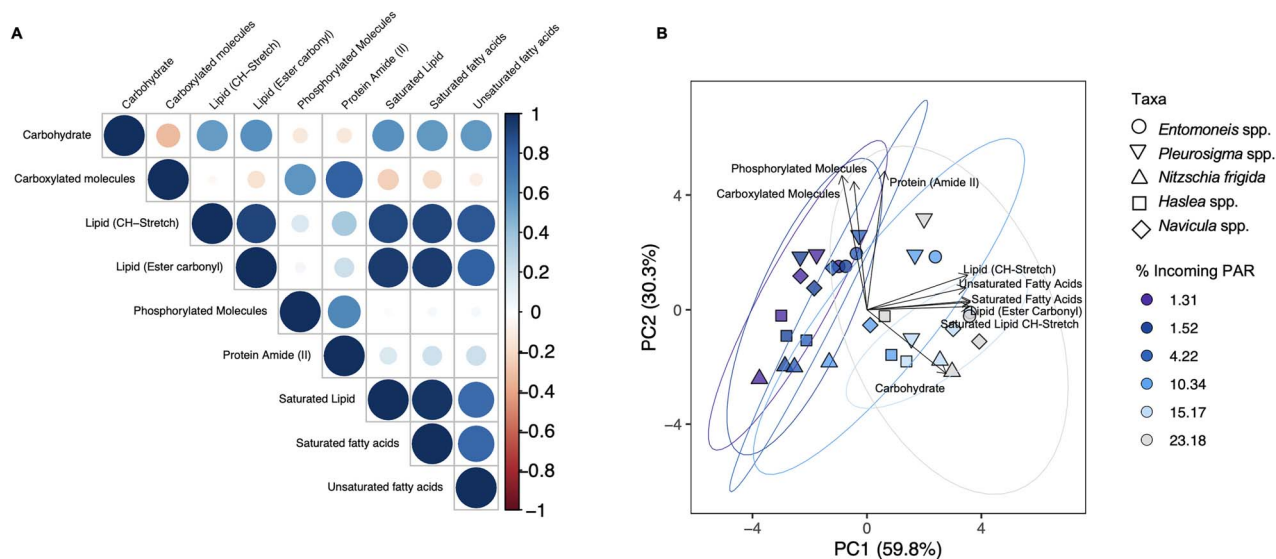 A
Carbohydrate
Carboxylated molecules
Lipid (CH–Stretch)
Lipid (Ester carbonyl)
Phosphorylated Molecules
Protein Amide (II)
Saturated Lipid
Saturated fatty acids
Unsaturated fatty acids
Carbohydrate
Carboxylated molecules
Lipid (CH–Stretch)
Lipid (Ester carbonyl)
Phosphorylated Molecules
Protein Amide (II)
Saturated Lipid
Saturated fatty acids
Unsaturated fatty acids
1
0.8
0.6
0.4
0.2
0
−0.2
−0.4
−0.6
−0.8
−1
B
PC2 (30.3%)
4
0
−4
Phosphorylated Molecules
Carboxylated Molecules
Protein (Amide II)
Lipid (CH-Stretch)
Unsaturated Fatty Acids
Saturated Fatty Acids
Lipid (Ester Carbonyl)
Saturated Lipid CH-Stretch
Carbohydrate
−4
0
4
PC1 (59.8%)
Taxa
Entomoneis spp.
Pleurosigma spp.
Nitzschia frigida
Haslea spp.
Navicula spp.
% Incoming PAR
1.31
1.52
4.22
10.34
15.17
23.18